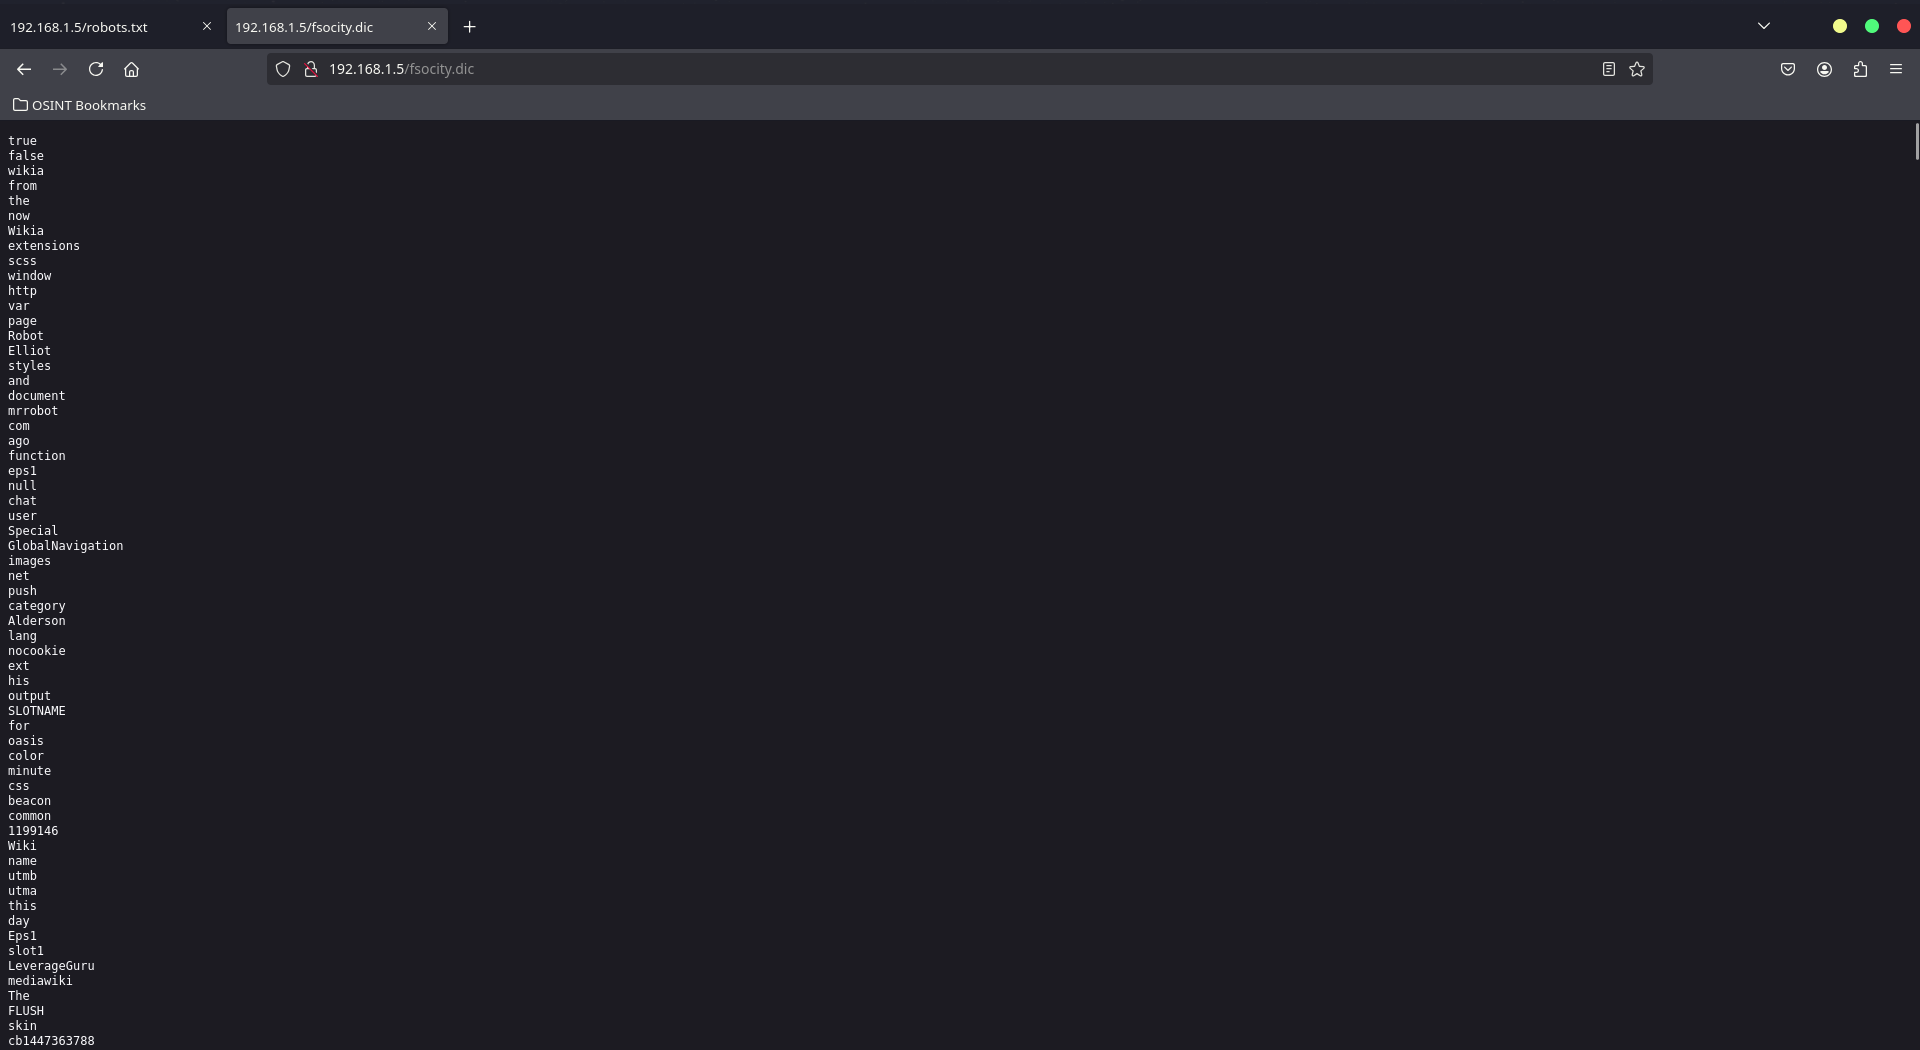 192.168.1.5/robots.txt
192.168.1.5/fsocity.dic
192.168.1.5/fsocity.dic
OSINT Bookmarks
true
false
wikia
from
the
now
Wikia
extensions
scss
window
http
var
page
Robot
Elliot
styles
and
document
mrrobot
com
ago
function
eps1
null
chat
user
Special
GlobalNavigation
images
net
push
category
Alderson
lang
nocookie
ext
his
output
SLOTNAME
for
oasis
color
minute
css
beacon
common
1199146
Wiki
name
utmb
utma
this
day
Eps1
slot1
LeverageGuru
mediawiki
The
FLUSH
skin
cb1447363788